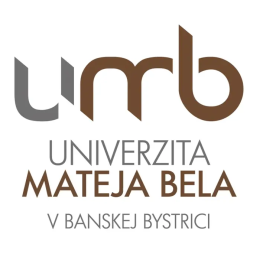 umb
UNIVERZITA
MATEJA BELA
V BANSKEJ BYSTRICI